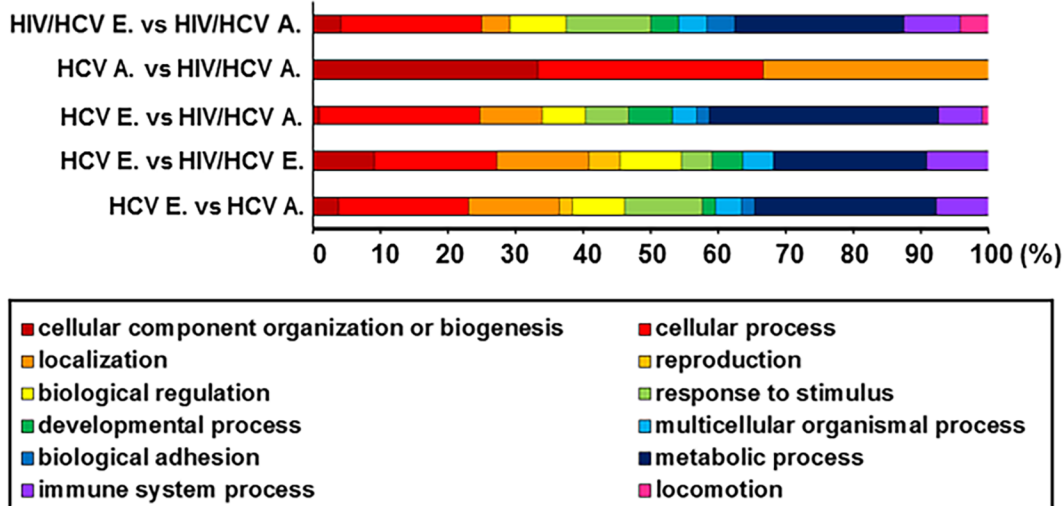 HIV/HCV E. vs HIV/HCV A.
HCV A. vs HIV/HCV A.
HCV E. vs HIV/HCV A.
HCV E. vs HIV/HCV E.
HCV E. vs HCV A.
0 10 20 30 40 50 60 70 80 90 100 (%)
cellular component organization or biogenesis cellular process
localization reproduction
biological regulation response to stimulus
developmental process multicellular organismal process
biological adhesion metabolic process
immune system process locomotion